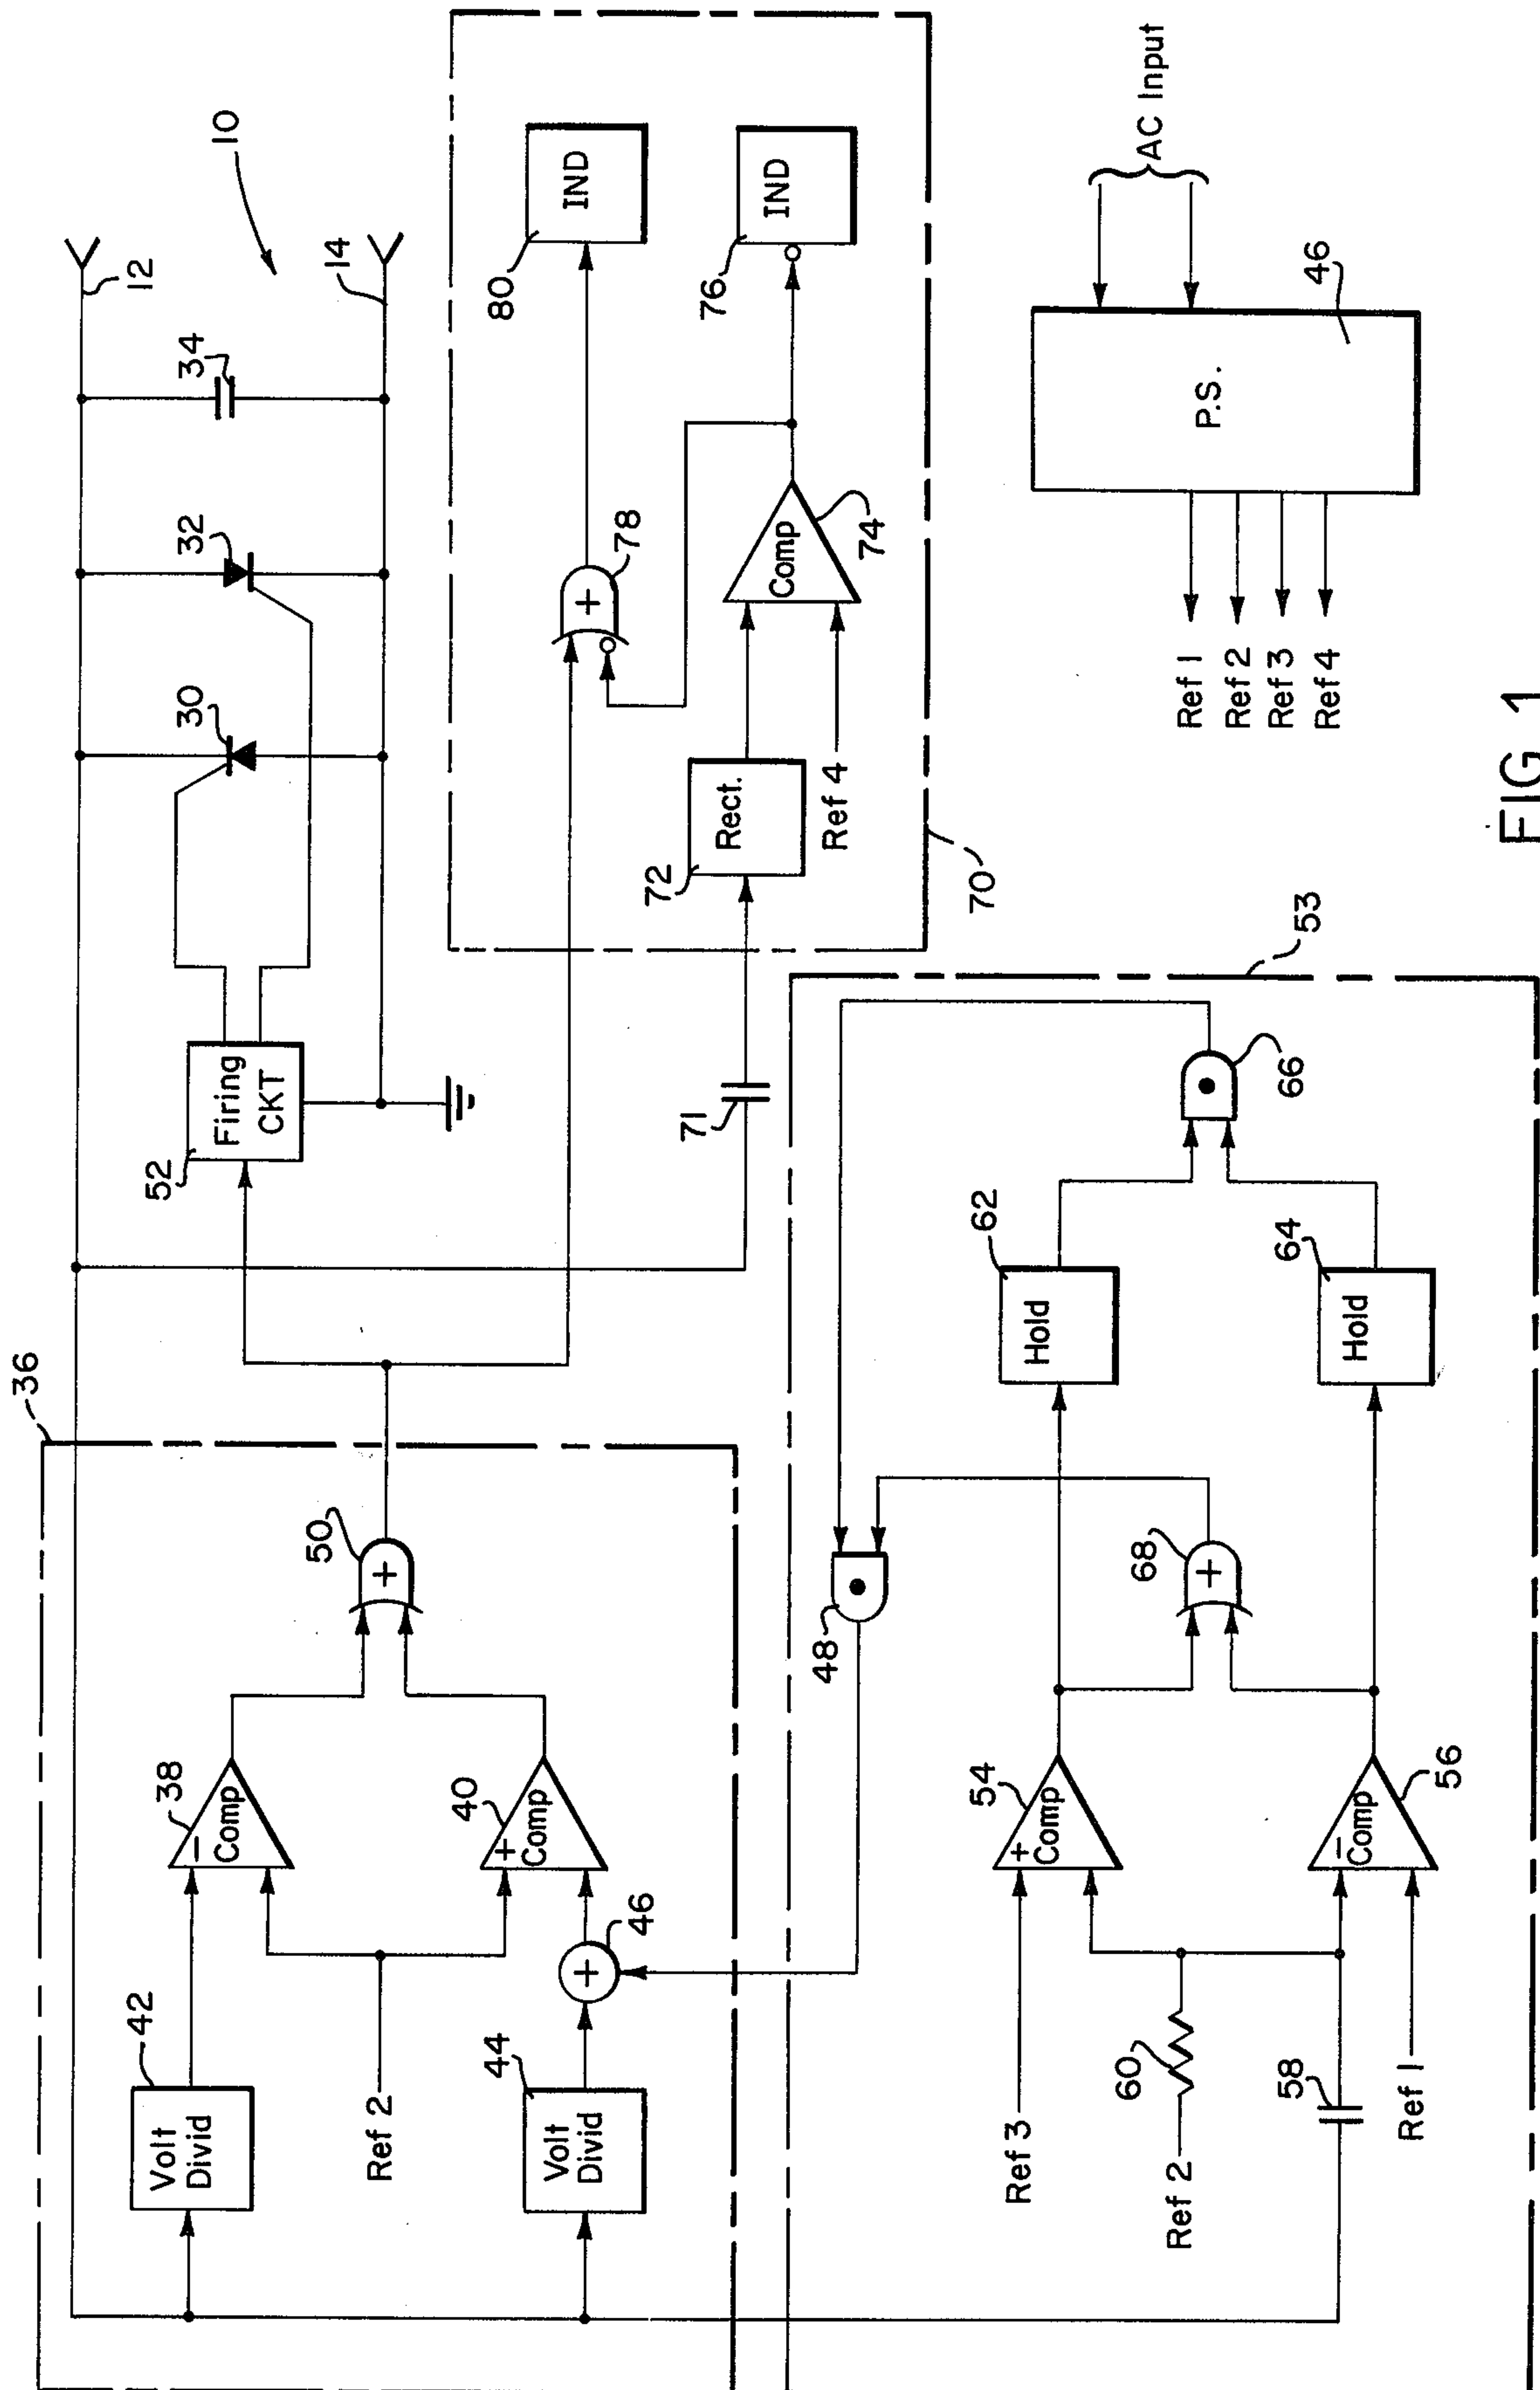 36
42
Volt
Divid
38
−
Comp
50
+
Ref 2
40
+
Comp
44
Volt
Divid
46
+
52
Firing
CKT
30
32
34
12
14
10
71
72
Rect.
Ref 4
Comp
74
78
+
80
IND
76
IND
70
53
48
Ref 3
54
+
Comp
62
Hold
60
Ref 2
68
+
66
58
Ref 1
56
−
Comp
64
Hold
Ref 1
Ref 2
Ref 3
Ref 4
P.S.
46
AC Input
FIG 1